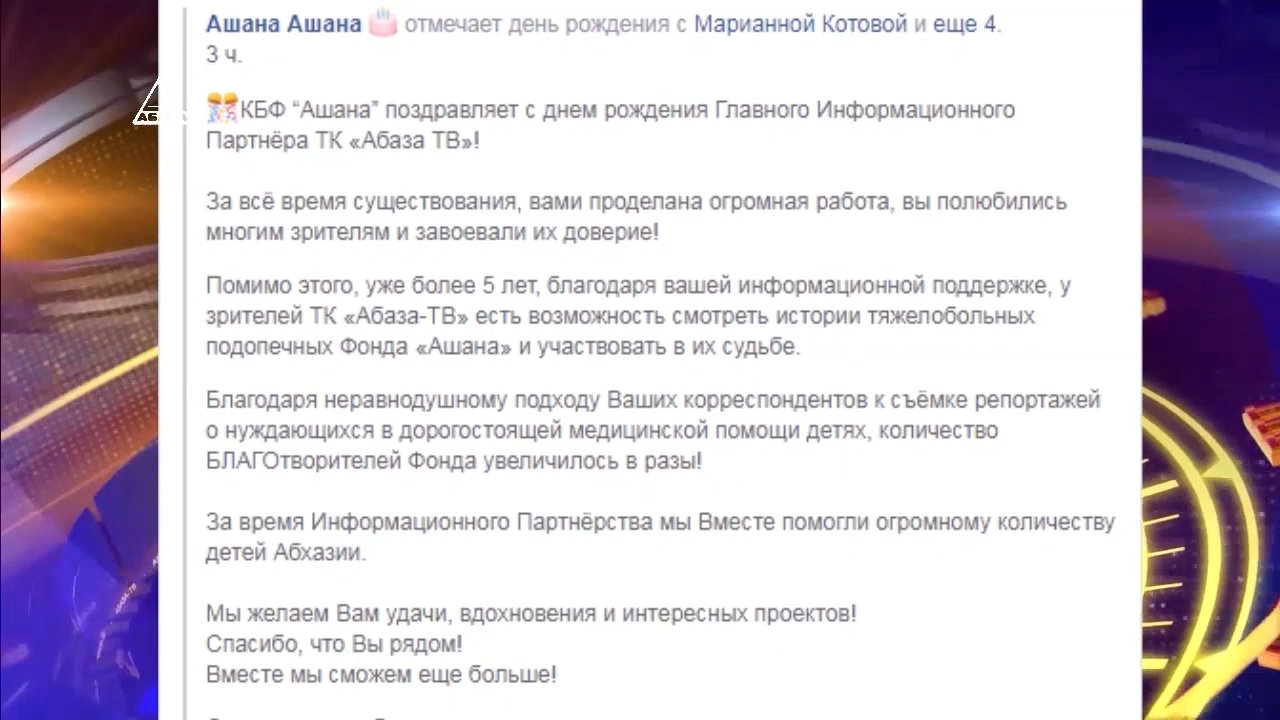 Ашана Ашана отмечает день рождения с Марианной Котовой и еще 4.
3 ч.
КБФ “Ашана” поздравляет с днем рождения Главного Информационного
Партнёра ТК «Абаза ТВ»!
За всё время существования, вами проделана огромная работа, вы полюбились
многим зрителям и завоевали их доверие!
Помимо этого, уже более 5 лет, благодаря вашей информационной поддержке, у
зрителей ТК «Абаза-ТВ» есть возможность смотреть истории тяжелобольных
подопечных Фонда «Ашана» и участвовать в их судьбе.
Благодаря неравнодушному подходу Ваших корреспондентов к съёмке репортажей
о нуждающихся в дорогостоящей медицинской помощи детях, количество
БЛАГОтворителей Фонда увеличилось в разы!
За время Информационного Партнёрства мы Вместе помогли огромному количеству
детей Абхазии.
Мы желаем Вам удачи, вдохновения и интересных проектов!
Спасибо, что Вы рядом!
Вместе мы сможем еще больше!